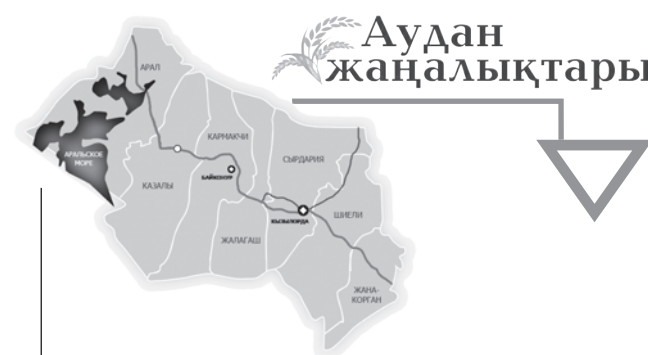 Аудан
жаңалықтары
АРАЛ
АРАЛЬСКОЕ
МОРЕ
КАЗАЛЫ
КАРМАКЧИ
БАЙКОНУР
СЫРДАРИЯ
КЫЗЫЛОРДА
ЖАЛАГАШ
ШИЕЛИ
ЖАНА-
КОРГАН